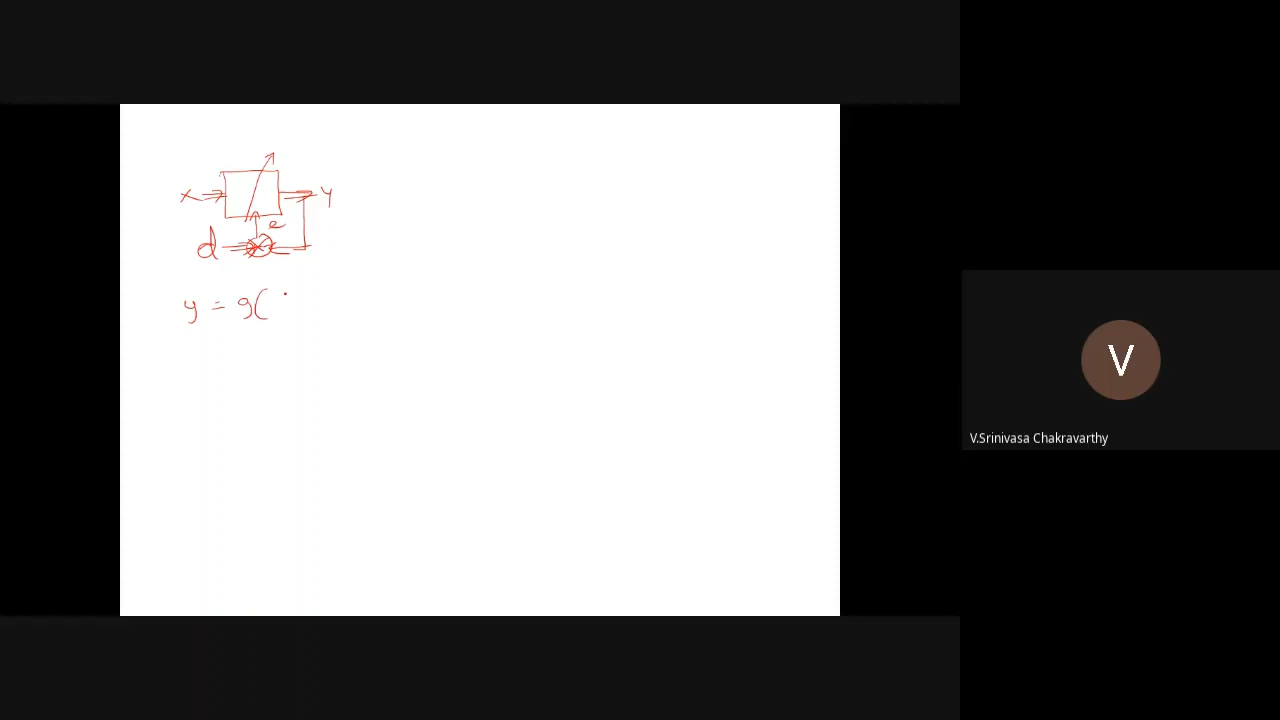 x y
e
d
y = g(
V
V.Srinivasa Chakravarthy